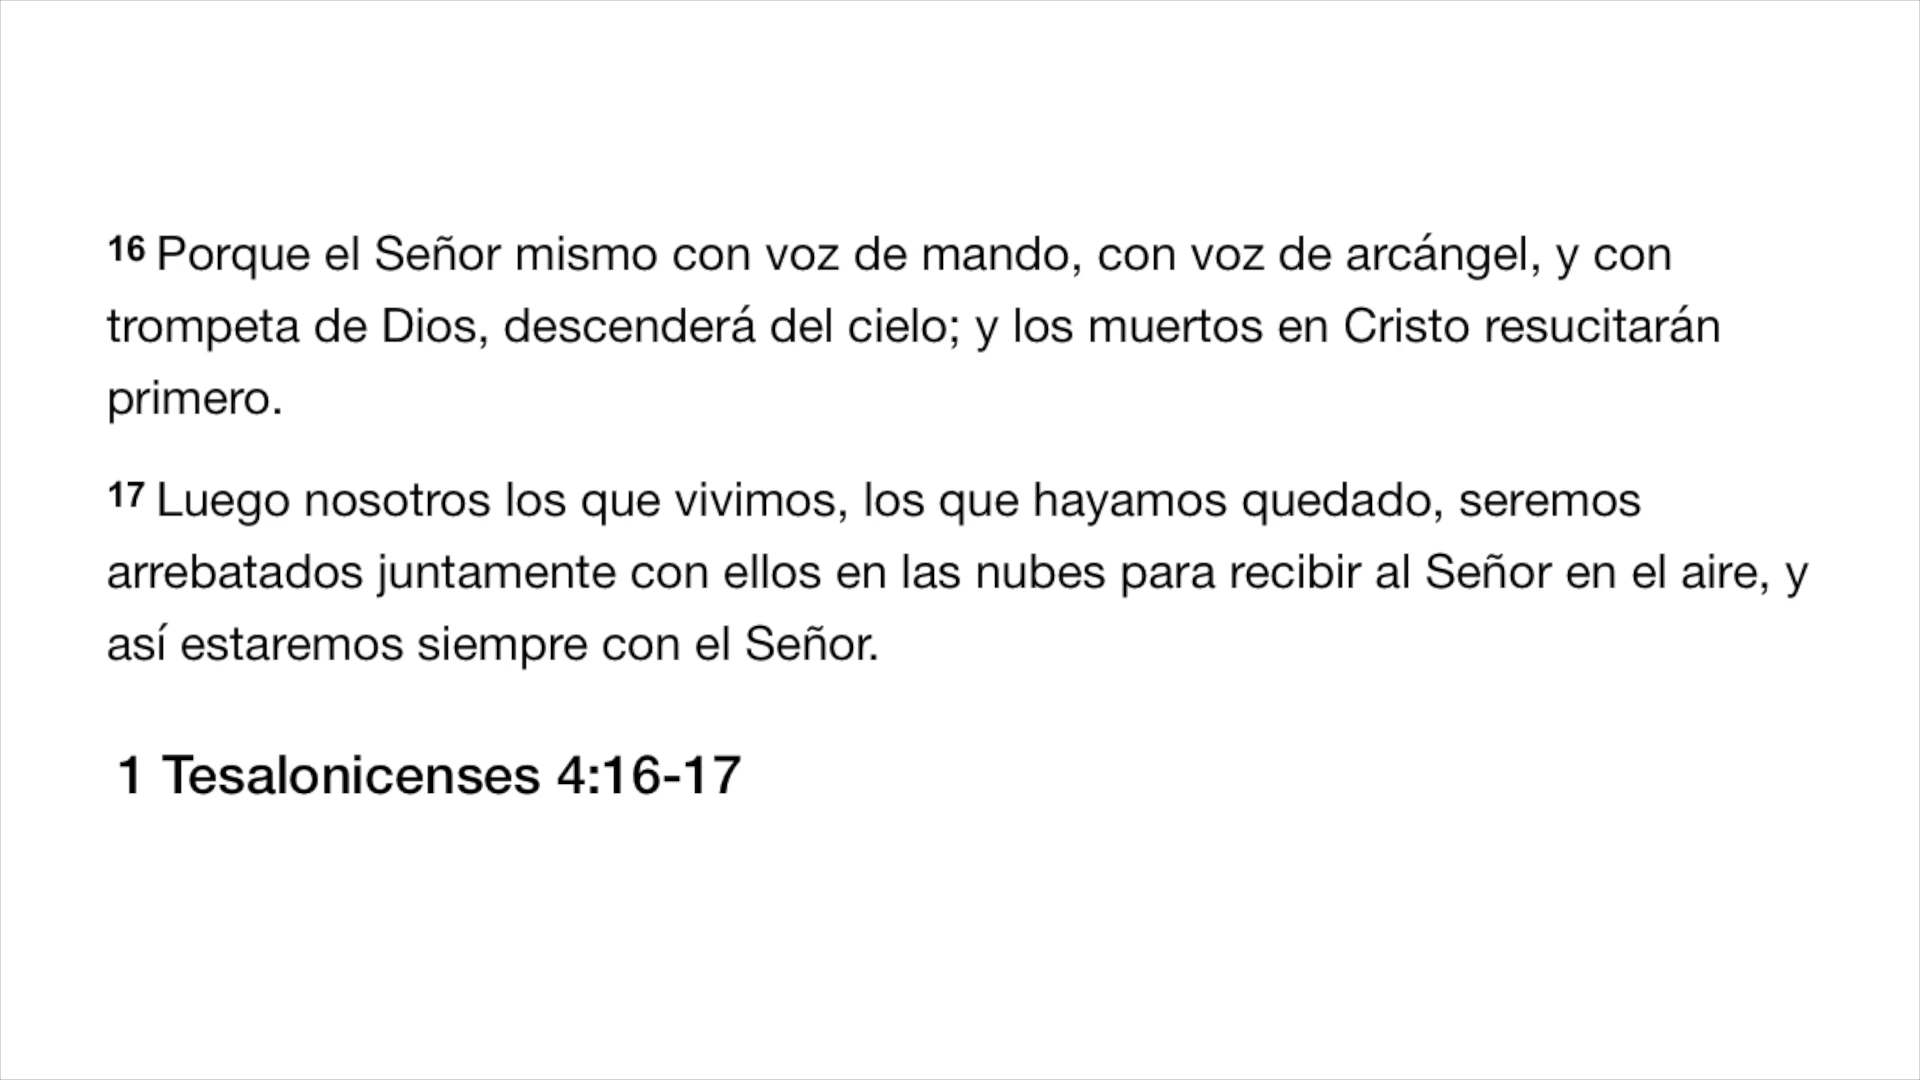 16 Porque el Señor mismo con voz de mando, con voz de arcángel, y con
trompeta de Dios, descenderá del cielo; y los muertos en Cristo resucitarán
primero.
17 Luego nosotros los que vivimos, los que hayamos quedado, seremos
arrebatados juntamente con ellos en las nubes para recibir al Señor en el aire, y
así estaremos siempre con el Señor.
1 Tesalonicenses 4:16-17